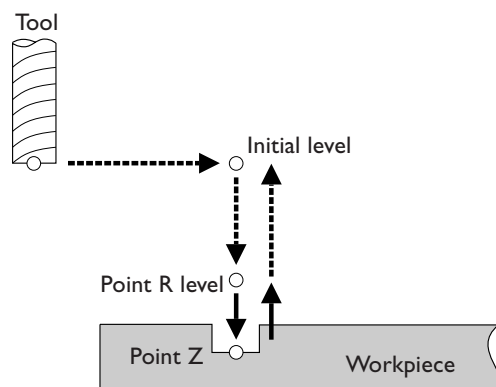 Tool
Initial level
Point R level
Point Z
Workpiece